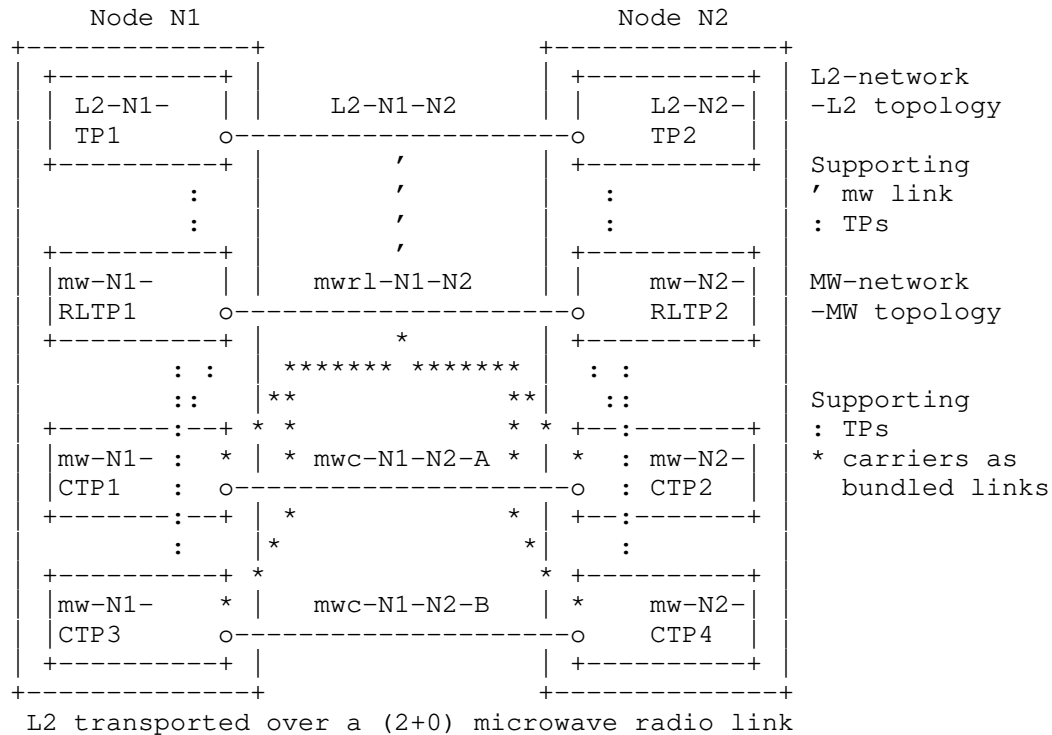 Node N1 Node N2
L2-network
L2-N1- L2-N1-N2 L2-N2- -L2 topology
TP1 TP2
Supporting
' mw link
: TPs
mw-N1- mwrl-N1-N2 mw-N2- MW-network
RLTP1 RLTP2 -MW topology
Supporting
: TPs
mw-N1- mwc-N1-N2-A mw-N2- * carriers as
CTP1 CTP2 bundled links
mw-N1- mwc-N1-N2-B mw-N2-
CTP3 CTP4
L2 transported over a (2+0) microwave radio link